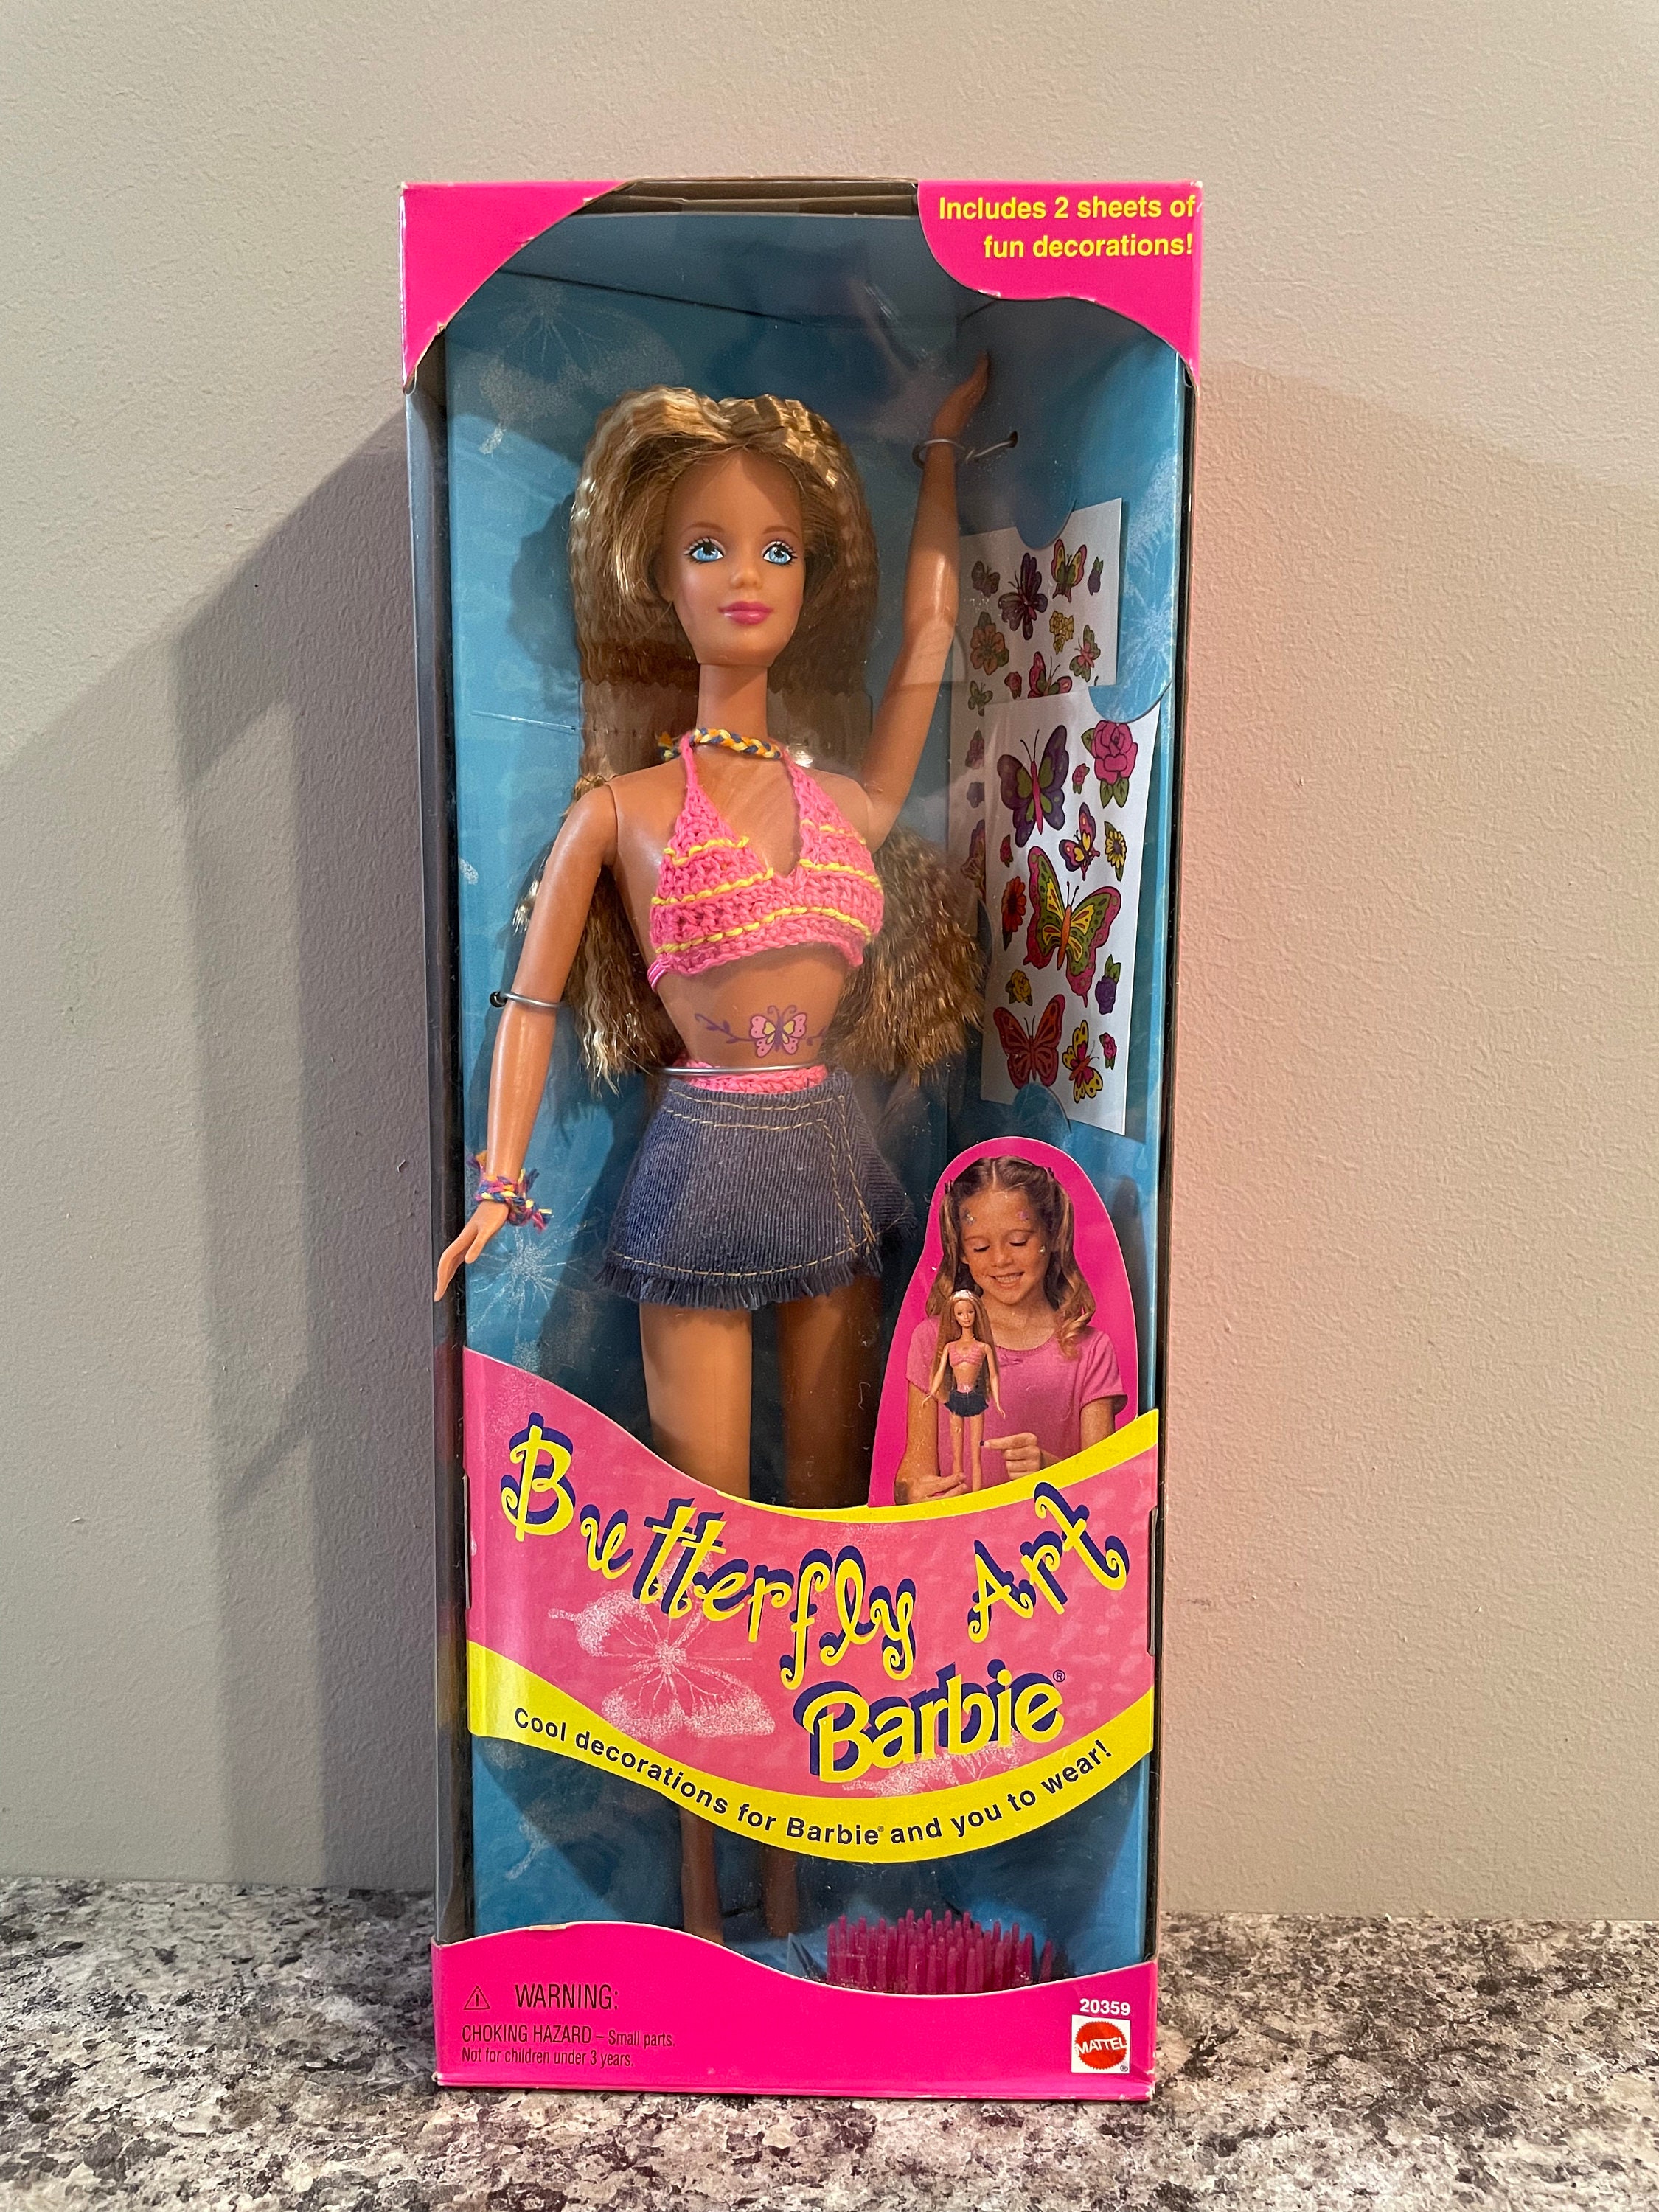 Includes 2 sheets of
fun decorations!
Butterfly Art
Barbie®
Cool decorations for Barbie® and you to wear!
⚠ WARNING:
CHOKING HAZARD – Small parts.
Not for children under 3 years.
20359
MATTEL
®